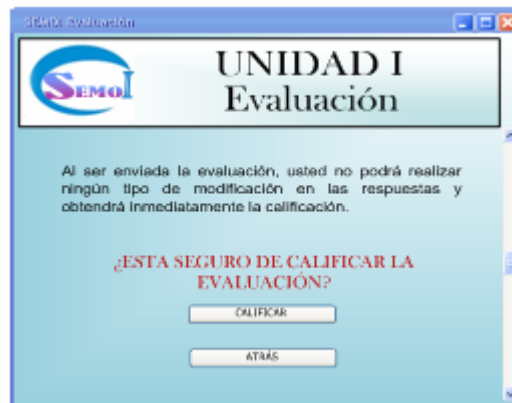 SEMOI Evaluación
SEMOI
UNIDAD I
Evaluación
Al ser enviada la evaluación, usted no podrá realizar
ningún tipo de modificación en las respuestas y
obtendrá inmediatamente la calificación.
¿ESTA SEGURO DE CALIFICAR LA
EVALUACIÓN?
CALIFICAR
ATRÁS